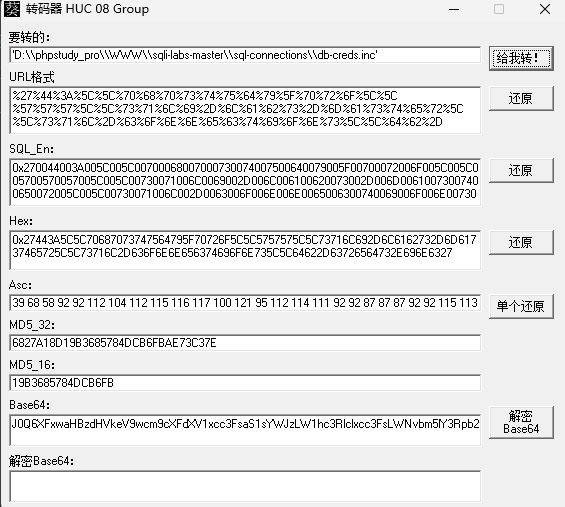 转码器 HUC 08 Group
要转的:
'D:\\phpstudy_pro\\WWW\\sqli-labs-master\\sql-connections\\db-creds.inc'
给我转!
URL格式
%27%44%3A%5C%5C%70%68%70%73%74%75%64%79%5F%70%72%6F%5C%5C
%57%57%57%5C%5C%73%71%6C%69%2D%6C%61%62%73%2D%6D%61%73%74%65%72%5C
%5C%73%71%6C%2D%63%6F%6E%6E%65%63%74%69%6F%6E%73%5C%5C%64%62%2D
还原
SQL_En:
0x270044003A005C005C00700068007000730074007500640079005F00700072006F005C005C0
05700570057005C005C00730071006C0069002D006C006100620073002D006D00610073007400
0650072005C005C00730071006C002D0063006F006E006E0065006300740069006F006E00730
还原
Hex:
0x27443A5C5C70687073747564795F70726F5C5C5757575C5C73716C692D6C6162732D6D6173
7465725C5C73716C2D636F6E6E656374696F6E735C5C64622D63726564732E696E6327
还原
Asc:
39 68 58 92 92 112 104 112 115 116 117 100 121 95 112 114 111 92 92 87 87 87 92 92 115 113
单个还原
MD5_32:
6827A18D19B3685784DCB6FBAE73C37E
MD5_16:
19B3685784DCB6FB
Base64:
J0Q6XFxwaHBzdHVkeV9wcm9cXFdXV1xcc3FsaS1sYWJzLW1hc3Rlclxcc3FsLWNvbm5lY3Rpb2
解密
Base64
解密Base64: